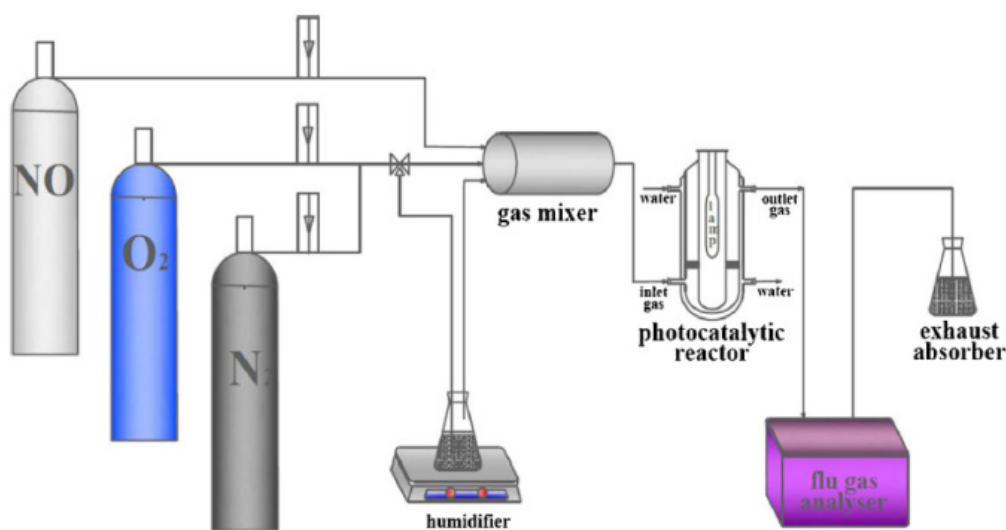 NO
O2
N2
gas mixer
water
outlet
gas
lamp
inlet
gas
water
photocatalytic
reactor
exhaust
absorber
flu gas
analyser
humidifier